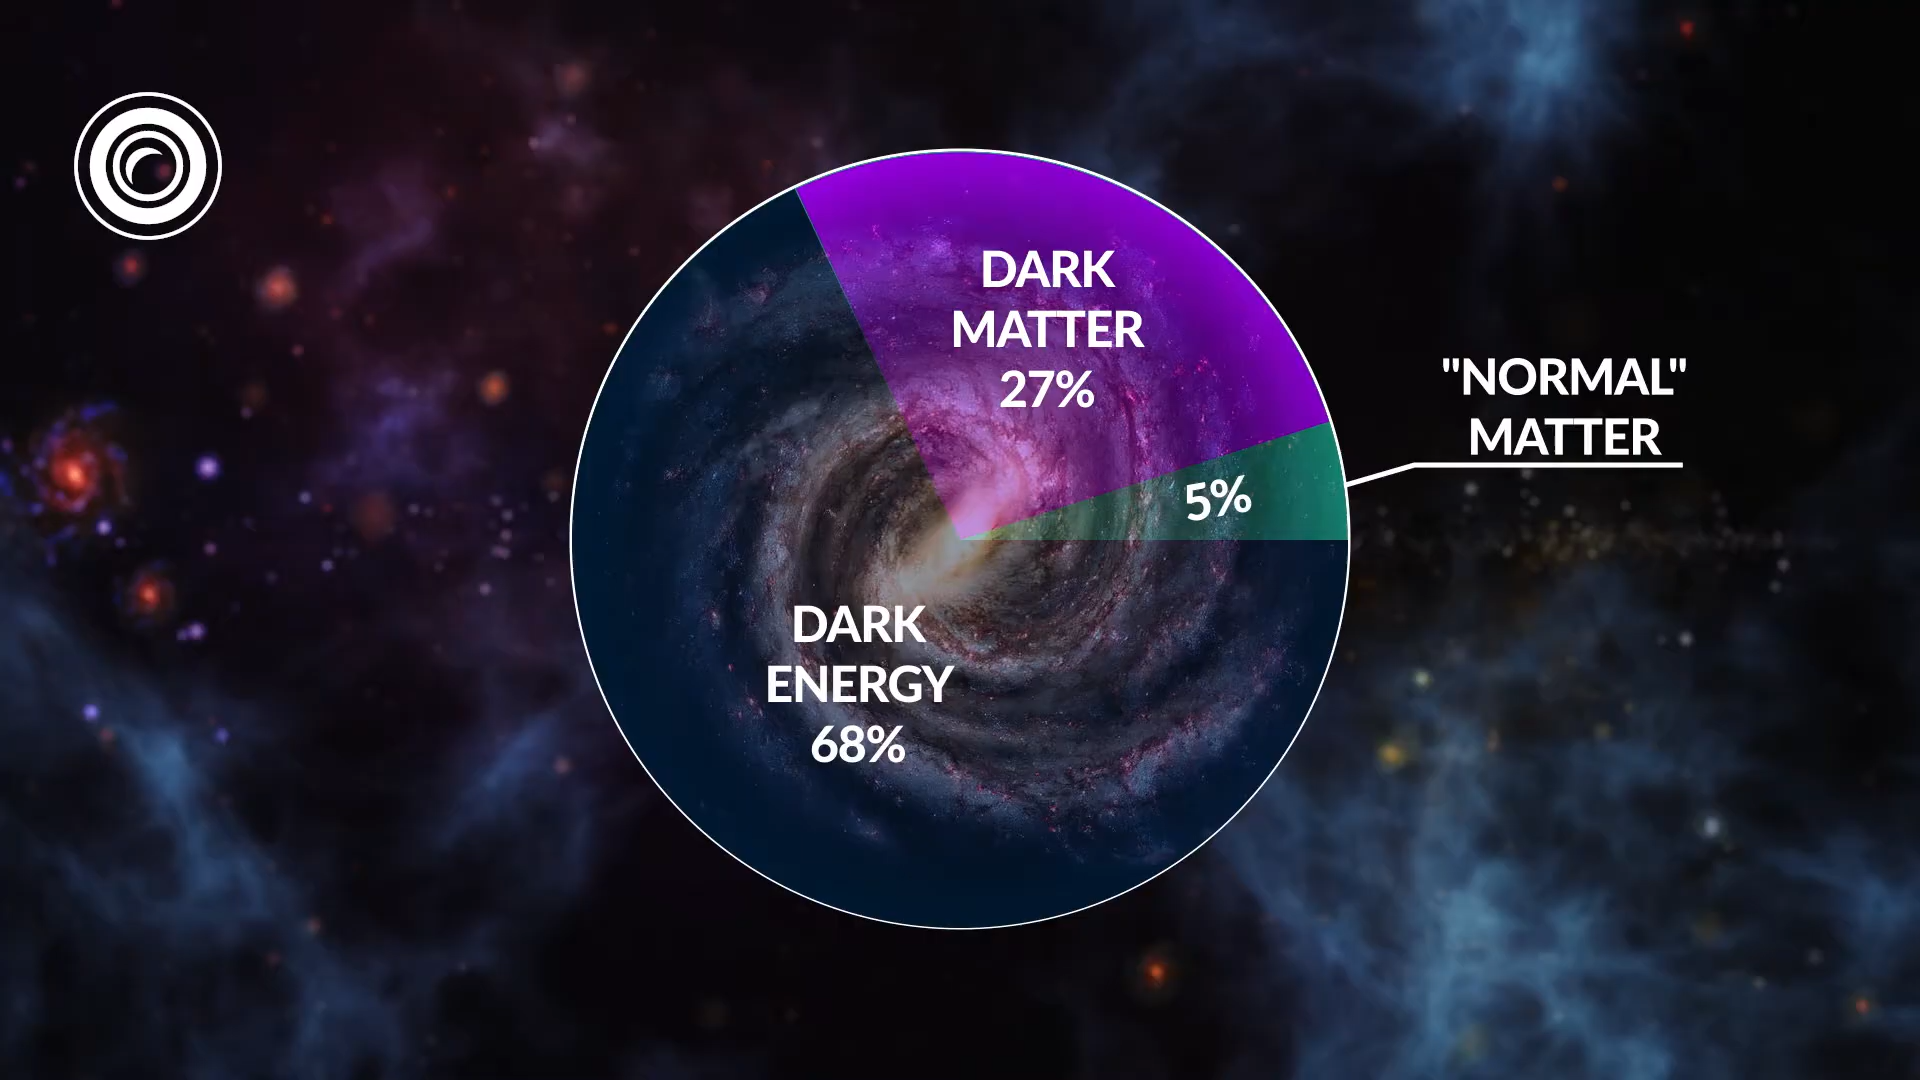 DARK
MATTER
27%
"NORMAL"
MATTER
5%
DARK
ENERGY
68%